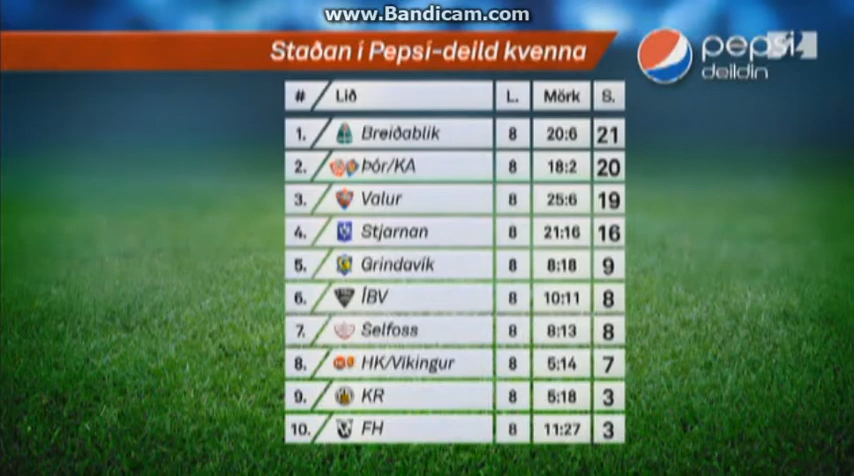 www.Bandicam.com
Staðan í Pepsí-deild kvenna
pepsi
deildin
# Lið L. Mörk S.
1. Breiðablik 8 20:6 21
2. Þór/KA 8 18:2 20
3. Valur 8 25:6 19
4. Stjarnan 8 21:16 16
5. Grindavík 8 8:18 9
6. ÍBV 8 10:11 8
7. Selfoss 8 8:13 8
8. HK/Víkingur 8 5:14 7
9. KR 8 5:18 3
10. FH 8 11:27 3